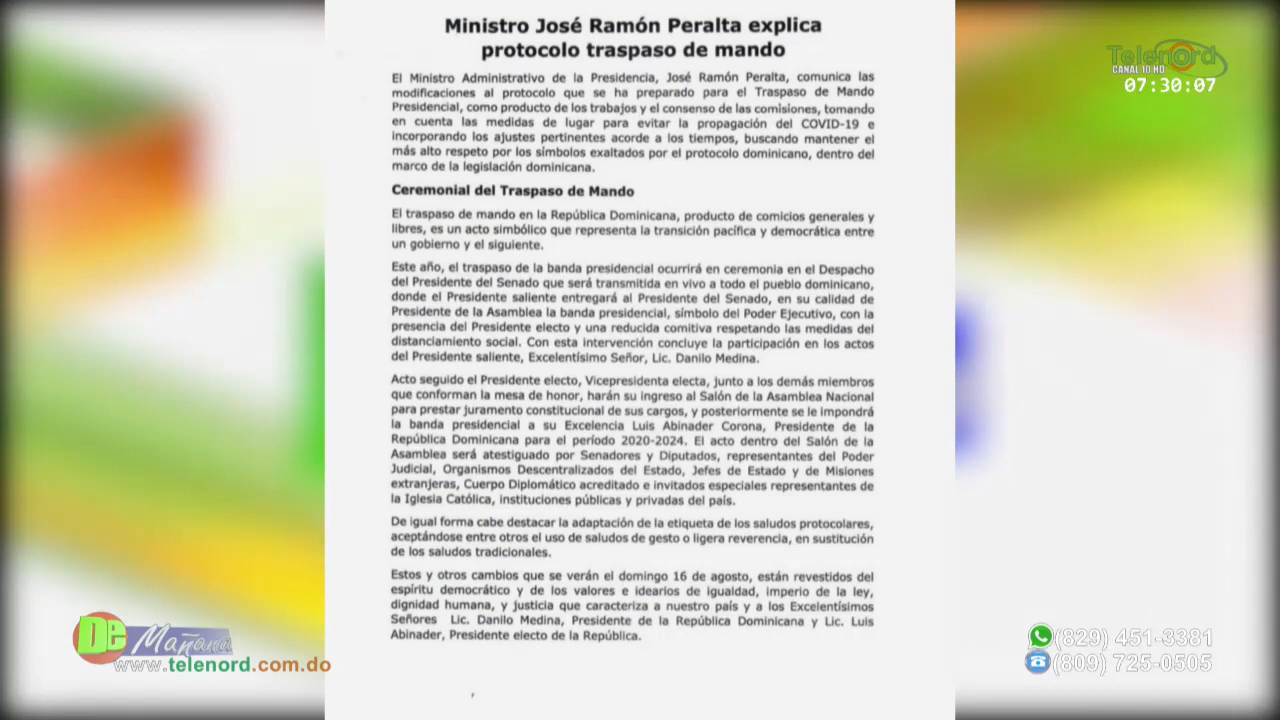 Ministro José Ramón Peralta explica
protocolo traspaso de mando
El Ministro Administrativo de la Presidencia, José Ramón Peralta, comunica las
modificaciones al protocolo que se ha preparado para el Traspaso de Mando
Presidencial, como producto de los trabajos y el consenso de las comisiones, tomando
en cuenta las medidas de lugar para evitar la propagación del COVID-19 e
incorporando los ajustes pertinentes acorde a los tiempos, buscando mantener el
más alto respeto por los símbolos exaltados por el protocolo dominicano, dentro del
marco de la legislación dominicana.
Ceremonial del Traspaso de Mando
El traspaso de mando en la República Dominicana, producto de comicios generales y
libres, es un acto simbólico que representa la transición pacífica y democrática entre
un gobierno y el siguiente.
Este año, el traspaso de la banda presidencial ocurrirá en ceremonia en el Despacho
del Presidente del Senado que será transmitida en vivo a todo el pueblo dominicano,
donde el Presidente saliente entregará al Presidente del Senado, en su calidad de
Presidente de la Asamblea la banda presidencial, símbolo del Poder Ejecutivo, con la
presencia del Presidente electo y una reducida comitiva respetando las medidas del
distanciamiento social. Con esta intervención concluye la participación en los actos
del Presidente saliente, Excelentísimo Señor, Lic. Danilo Medina.
Acto seguido el Presidente electo, Vicepresidenta electa, junto a los demás miembros
que conforman la mesa de honor, harán su ingreso al Salón de la Asamblea Nacional
para prestar juramento constitucional de sus cargos, y posteriormente se le impondrá
la banda presidencial a su Excelencia Luis Abinader Corona, Presidente de la
República Dominicana para el período 2020-2024. El acto dentro del Salón de la
Asamblea será atestiguado por Senadores y Diputados, representantes del Poder
Judicial, Organismos Descentralizados del Estado, Jefes de Estado y de Misiones
extranjeras, Cuerpo Diplomático acreditado e invitados especiales representantes de
la Iglesia Católica, instituciones públicas y privadas del país.
De igual forma cabe destacar la adaptación de la etiqueta de los saludos protocolares,
aceptándose entre otros el uso de saludos de gesto o ligera reverencia, en sustitución
de los saludos tradicionales.
Estos y otros cambios que se verán el domingo 16 de agosto, están revestidos del
espíritu democrático y de los valores e idearios de igualdad, imperio de la ley,
dignidad humana, y justicia que caracteriza a nuestro país y a los Excelentísimos
Señores Lic. Danilo Medina, Presidente de la República Dominicana y Lic. Luis
Abinader, Presidente electo de la República.
Telenord
CANAL 10 HD
07:30:07
De Mañana
www.telenord.com.do
(829) 451-3381
(809) 725-0505